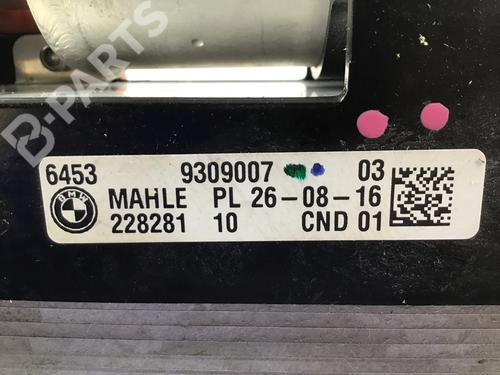 B-PARTS
6453 9309007 03
BMW MAHLE PL 26-08-16
228281 10 CND 01